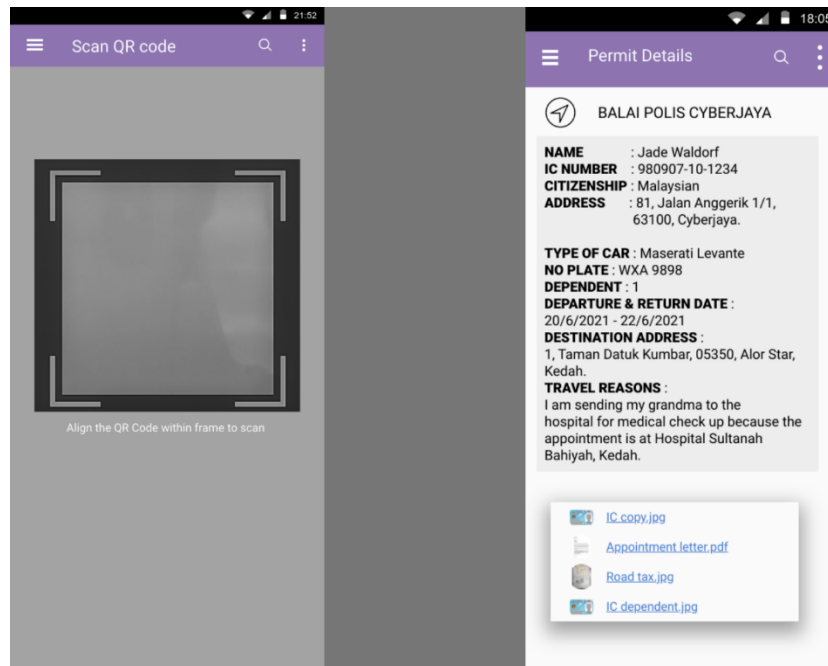 21:52
Scan QR code
Align the QR Code within frame to scan
18:05
Permit Details
BALAI POLIS CYBERJAYA
NAME : Jade Waldorf
IC NUMBER : 980907-10-1234
CITIZENSHIP : Malaysian
ADDRESS : 81, Jalan Anggerik 1/1,
63100, Cyberjaya.
TYPE OF CAR : Maserati Levante
NO PLATE : WXA 9898
DEPENDENT : 1
DEPARTURE & RETURN DATE :
20/6/2021 - 22/6/2021
DESTINATION ADDRESS :
1, Taman Datuk Kumbar, 05350, Alor Star,
Kedah.
TRAVEL REASONS :
I am sending my grandma to the
hospital for medical check up because the
appointment is at Hospital Sultanah
Bahiyah, Kedah.
IC copy.jpg
Appointment letter.pdf
Road tax.jpg
IC dependent.jpg